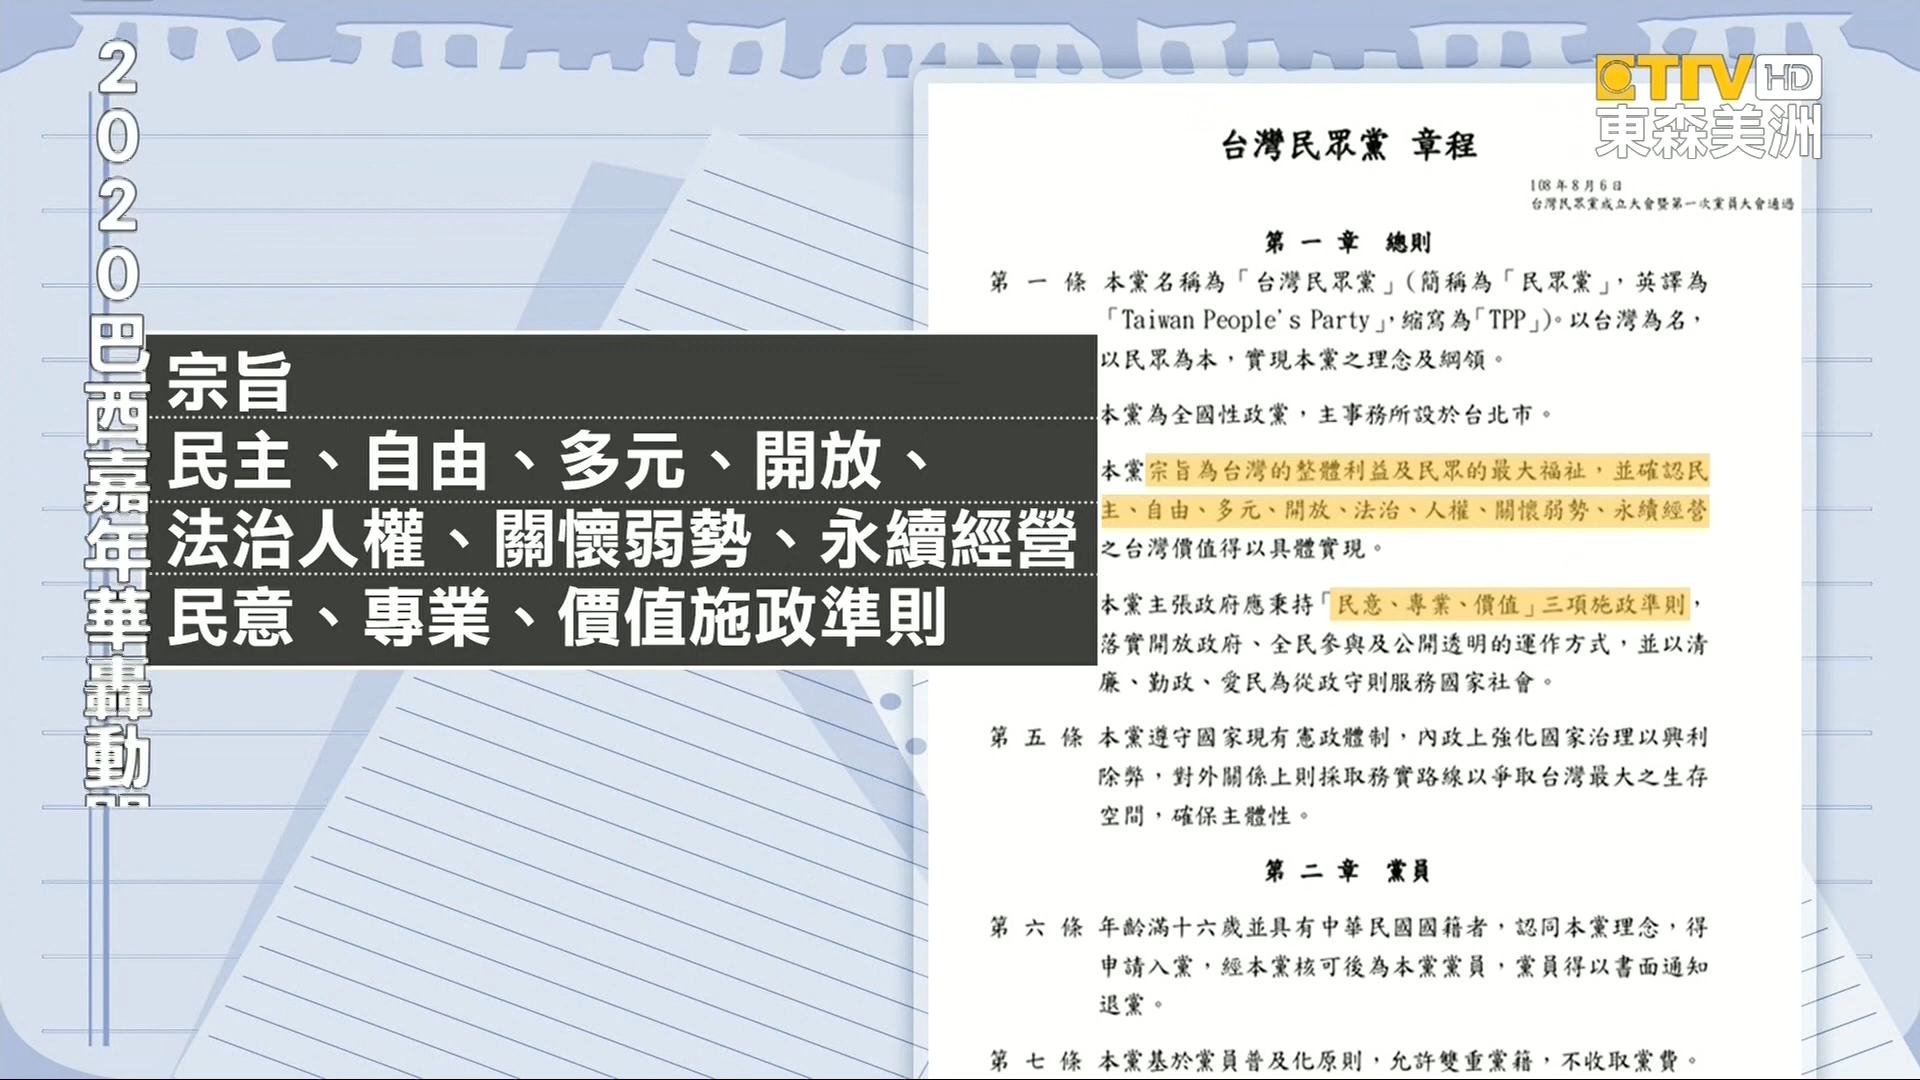 2020巴西嘉年華轟動
ETTV HD
東森美洲
宗旨
民主、自由、多元、開放、
法治人權、關懷弱勢、永續經營
民意、專業、價值施政準則
台灣民眾黨 章程
108年8月6日
台灣民眾黨成立大會暨第一次黨員大會通過
第 一 章 總則
第 一 條 本黨名稱為「台灣民眾黨」(簡稱為「民眾黨」,英譯為
「Taiwan People's Party」,縮寫為「TPP」)。以台灣為名,
以民眾為本,實現本黨之理念及綱領。
本黨為全國性政黨,主事務所設於台北市。
本黨宗旨為台灣的整體利益及民眾的最大福祉,並確認民
主、自由、多元、開放、法治、人權、關懷弱勢、永續經營
之台灣價值得以具體實現。
本黨主張政府應秉持「民意、專業、價值」三項施政準則,
落實開放政府、全民參與及公開透明的運作方式,並以清
廉、勤政、愛民為從政守則服務國家社會。
第 五 條 本黨遵守國家現有憲政體制,內政上強化國家治理以興利
除弊,對外關係上則採取務實路線以爭取台灣最大之生存
空間,確保主體性。
第 二 章 黨員
第 六 條 年齡滿十六歲並具有中華民國國籍者,認同本黨理念,得
申請入黨,經本黨核可後為本黨黨員,黨員得以書面通知
退黨。
第 七 條 本黨基於黨員普及化原則,允許雙重黨籍,不收取黨費。